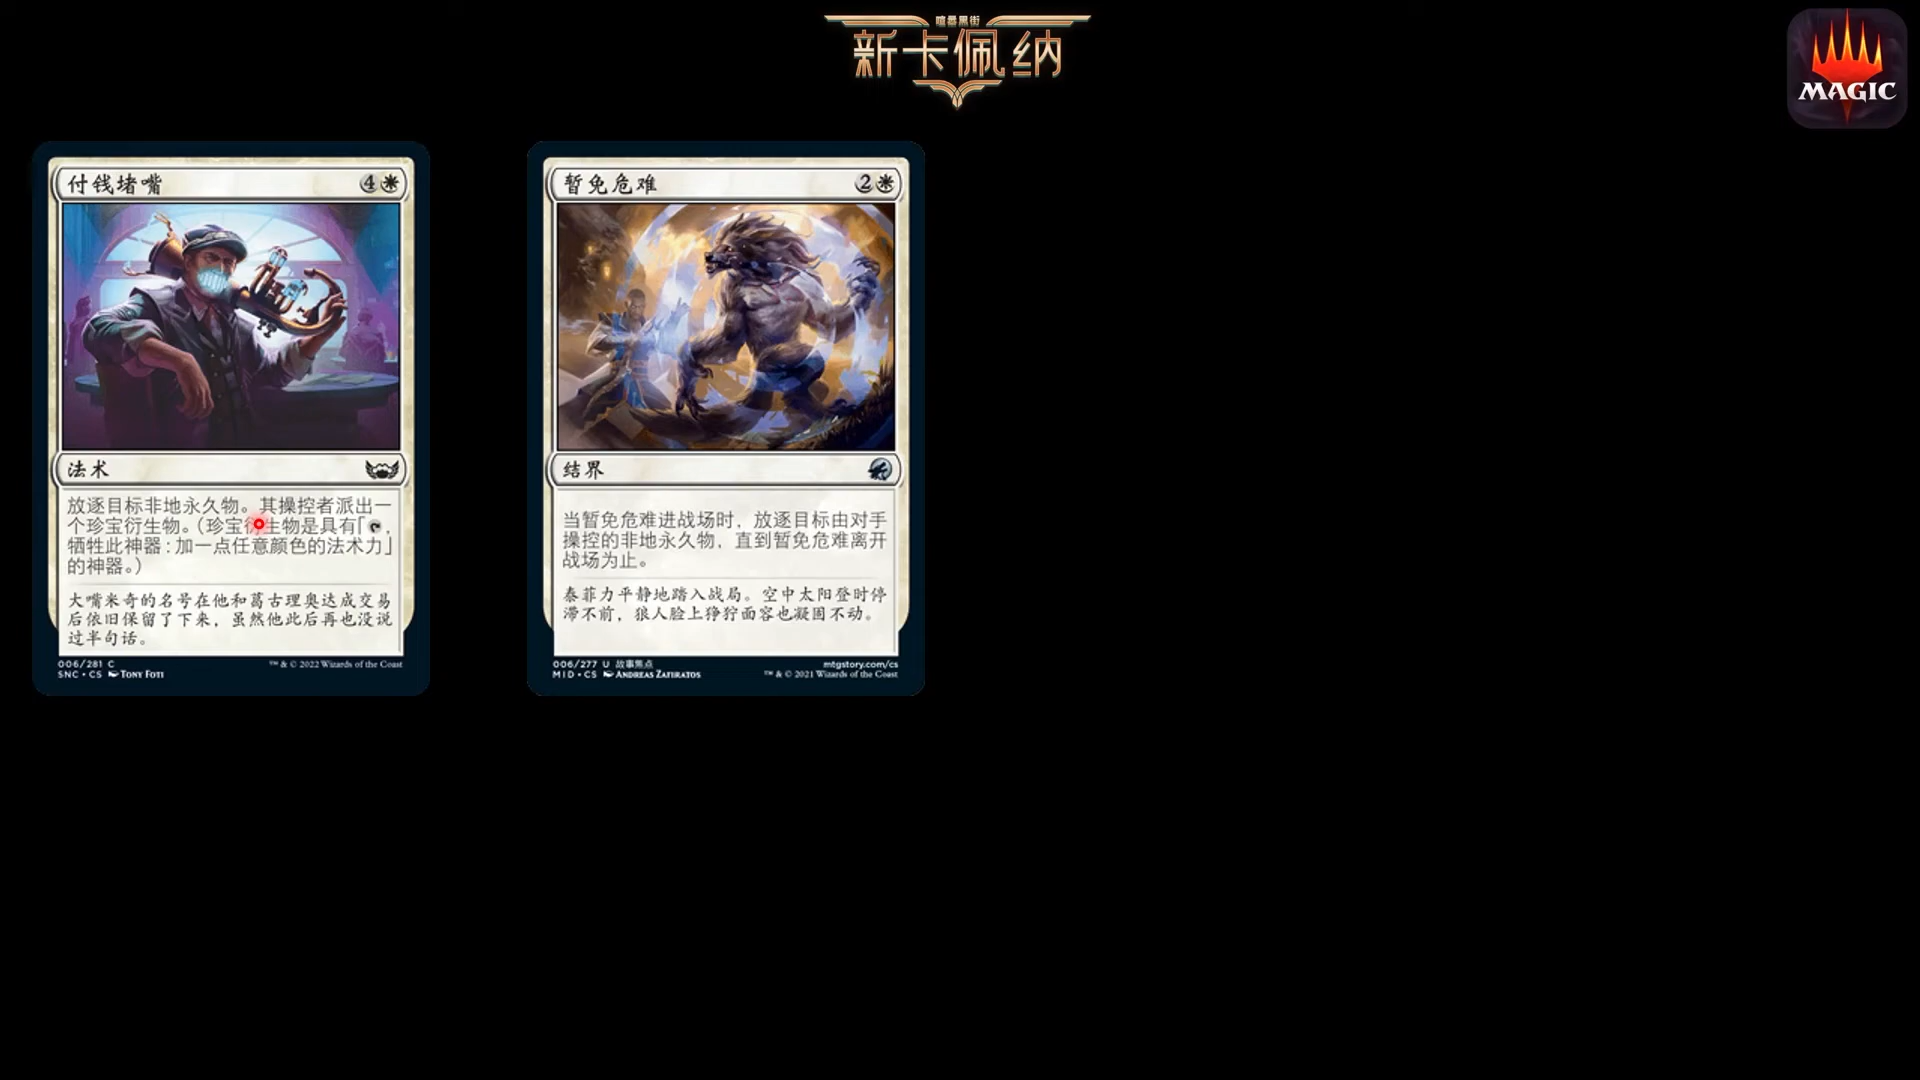 喧嚣黑街
新卡佩纳
MAGIC
付钱堵嘴 4
法术
放逐目标非地永久物。其操控者派出一
个珍宝衍生物。（珍宝衍生物是具有「，
牺牲此神器：加一点任意颜色的法术力」
的神器。）
大嘴米奇的名号在他和葛古理奥达成交易
后依旧保留了下来，虽然他此后再也没说
过半句话。
006/281 C
SNC • CS Tony Foti
™ & © 2022 Wizards of the Coast
暂免危难 2
结界
当暂免危难进战场时，放逐目标由对手
操控的非地永久物，直到暂免危难离开
战场为止。
泰菲力平静地踏入战局。空中太阳登时停
滞不前，狼人脸上狰狞面容也凝固不动。
006/277 U 故事焦点
MID • CS Andreas Zafiratos
mtgstory.com/cs
™ & © 2021 Wizards of the Coast